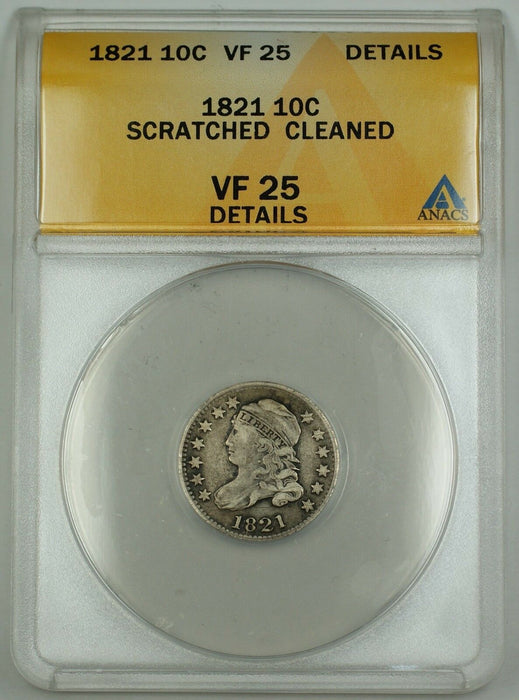 1821 10C VF 25 DETAILS
1821 10C
SCRATCHED CLEANED
VF 25
DETAILS
ANACS
LIBERTY
1821